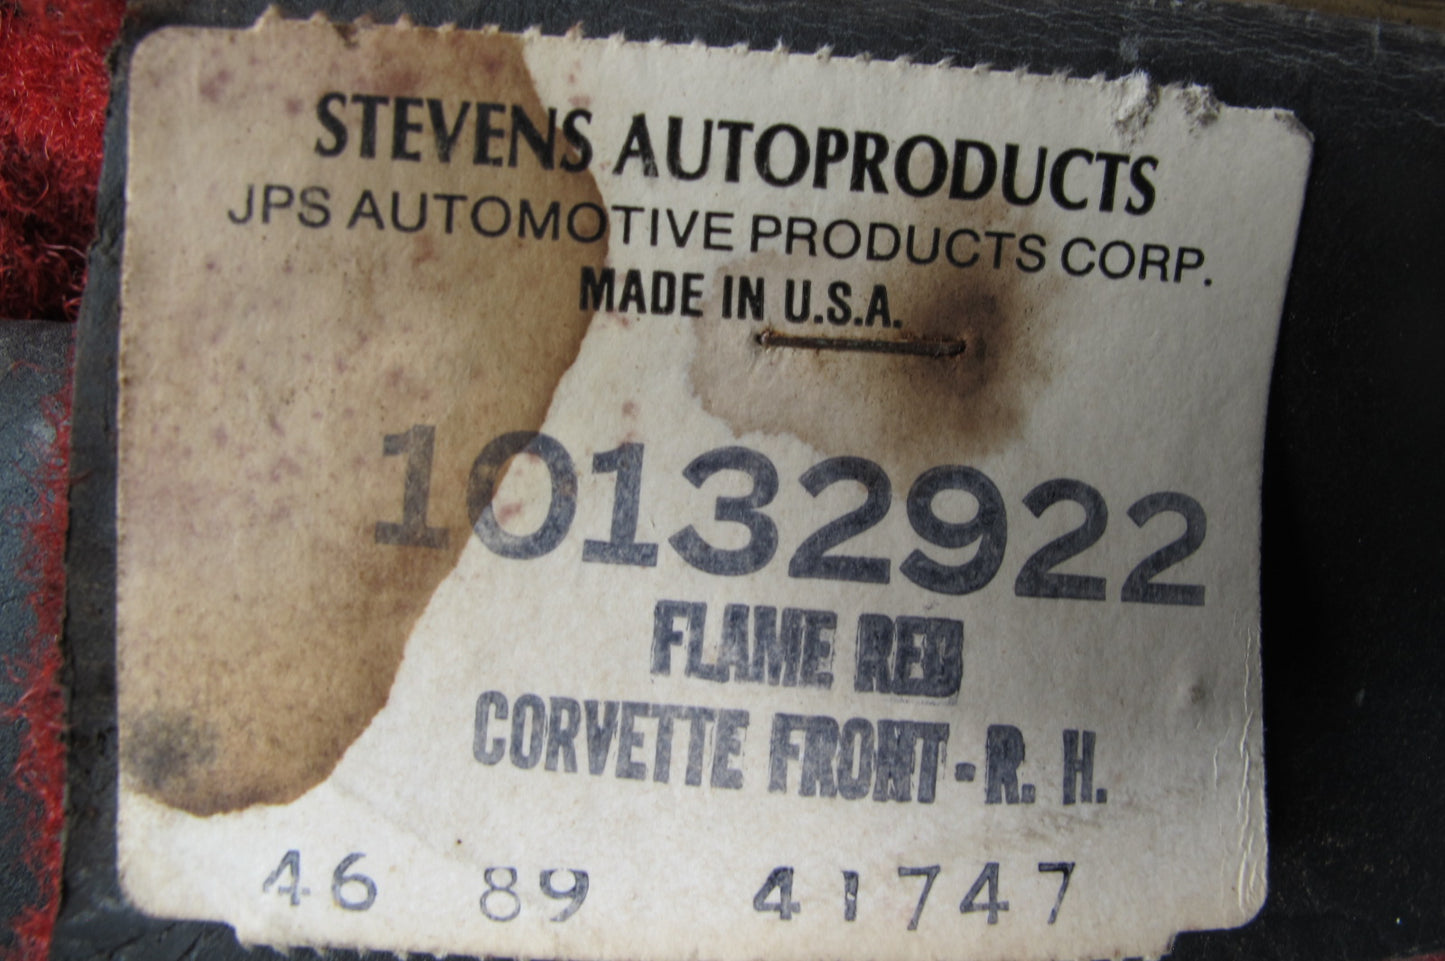 STEVENS AUTOPRODUCTS
JPS AUTOMOTIVE PRODUCTS CORP.
MADE IN U.S.A.
10132922
FLAME RED
CORVETTE FRONT-R. H.
46 89 41747